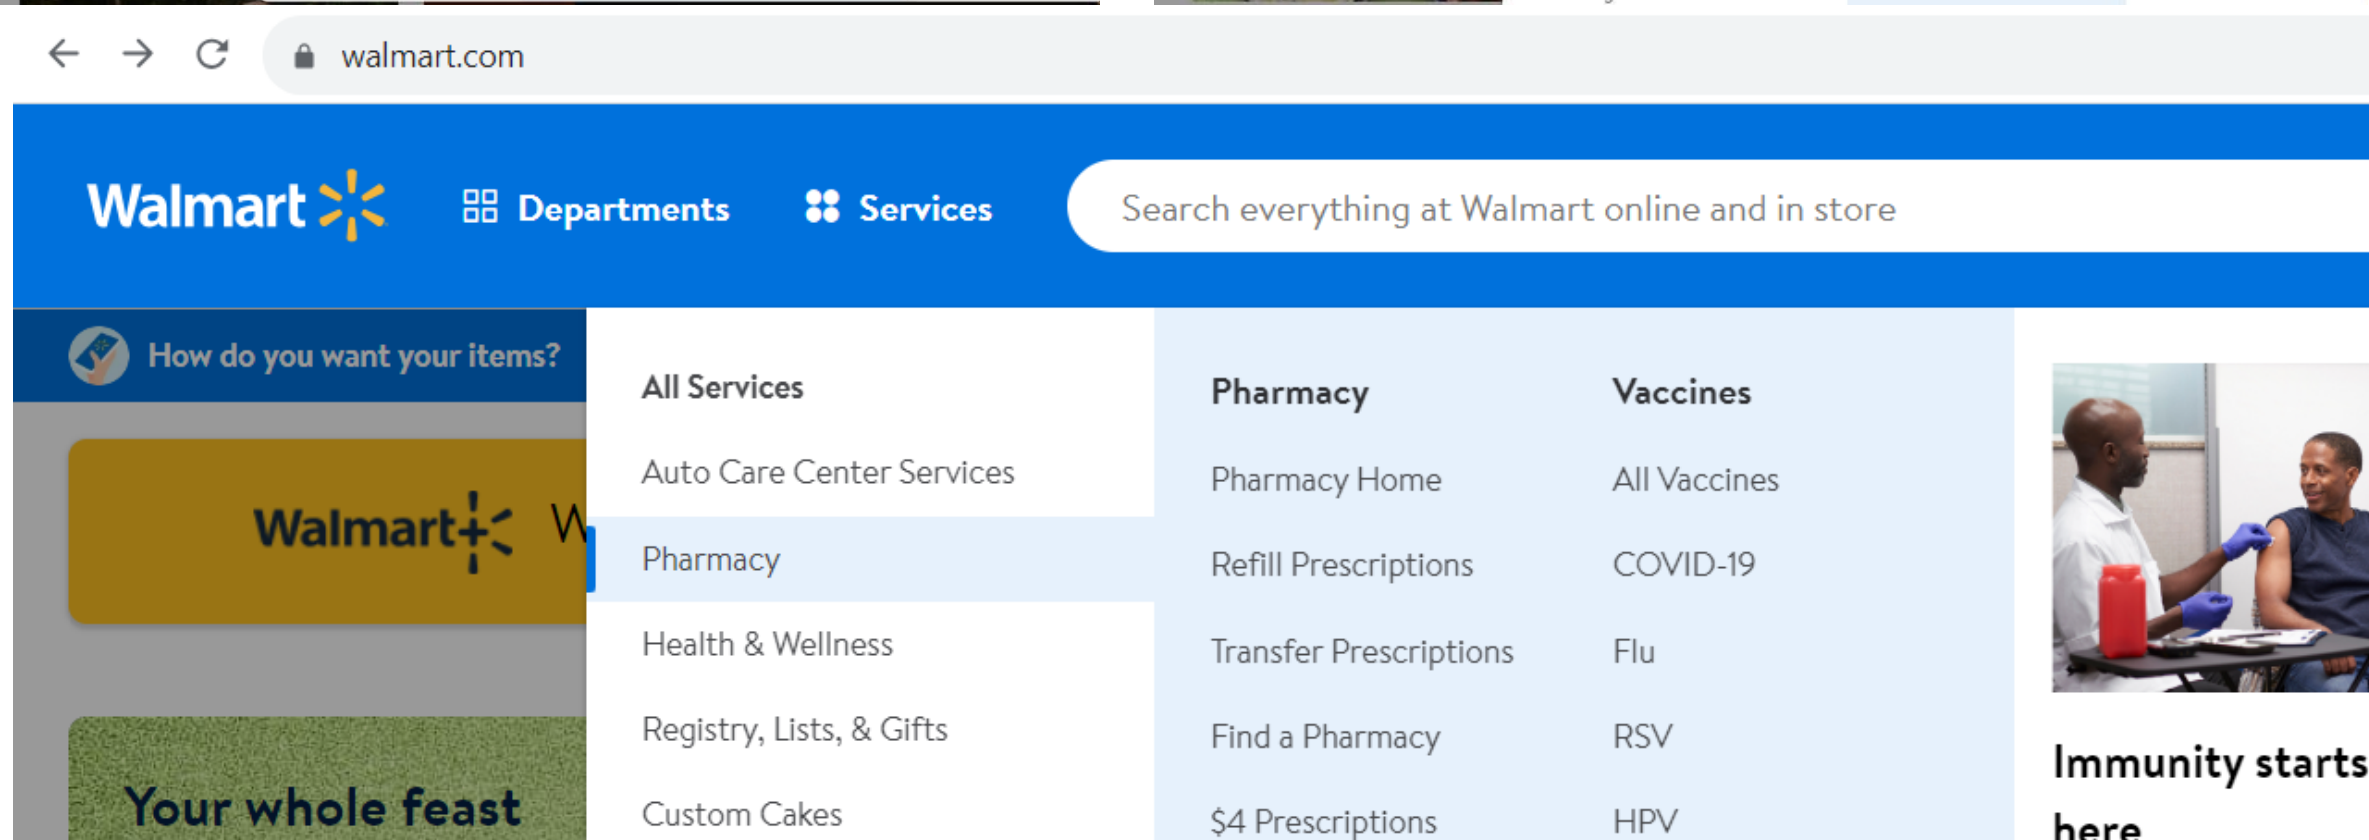 walmart.com
Walmart
Departments
Services
Search everything at Walmart online and in store
How do you want your items?
Walmart+
Your whole feast
All Services
Auto Care Center Services
Pharmacy
Health & Wellness
Registry, Lists, & Gifts
Custom Cakes
Pharmacy
Pharmacy Home
Refill Prescriptions
Transfer Prescriptions
Find a Pharmacy
$4 Prescriptions
Vaccines
All Vaccines
COVID-19
Flu
RSV
HPV
Immunity starts
here